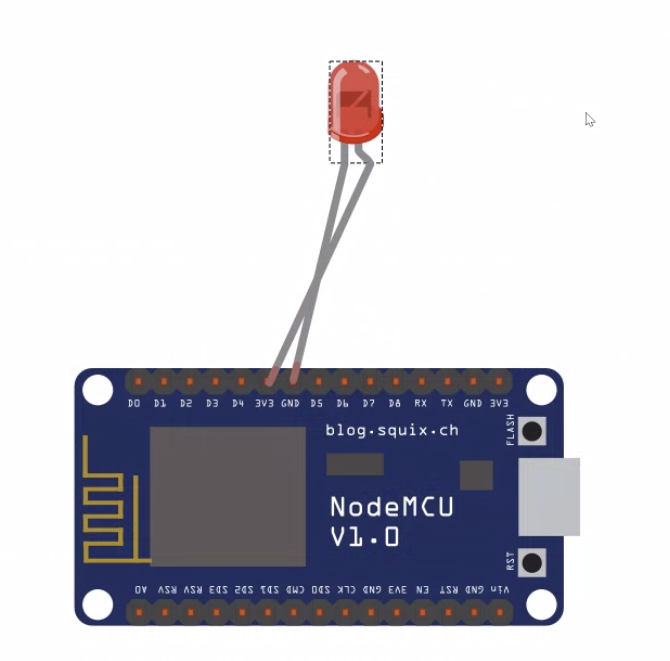 D0 D1 D2 D3 D4 3V3 GND D5 D6 D7 D8 RX TX GND 3V3
blog.squix.ch
FLASH
NodeMCU
V1.0
RST
A0 RSV RSV SD3 SD2 SD1 CMD SD0 CLK GND 3V3 EN RST GND Vin